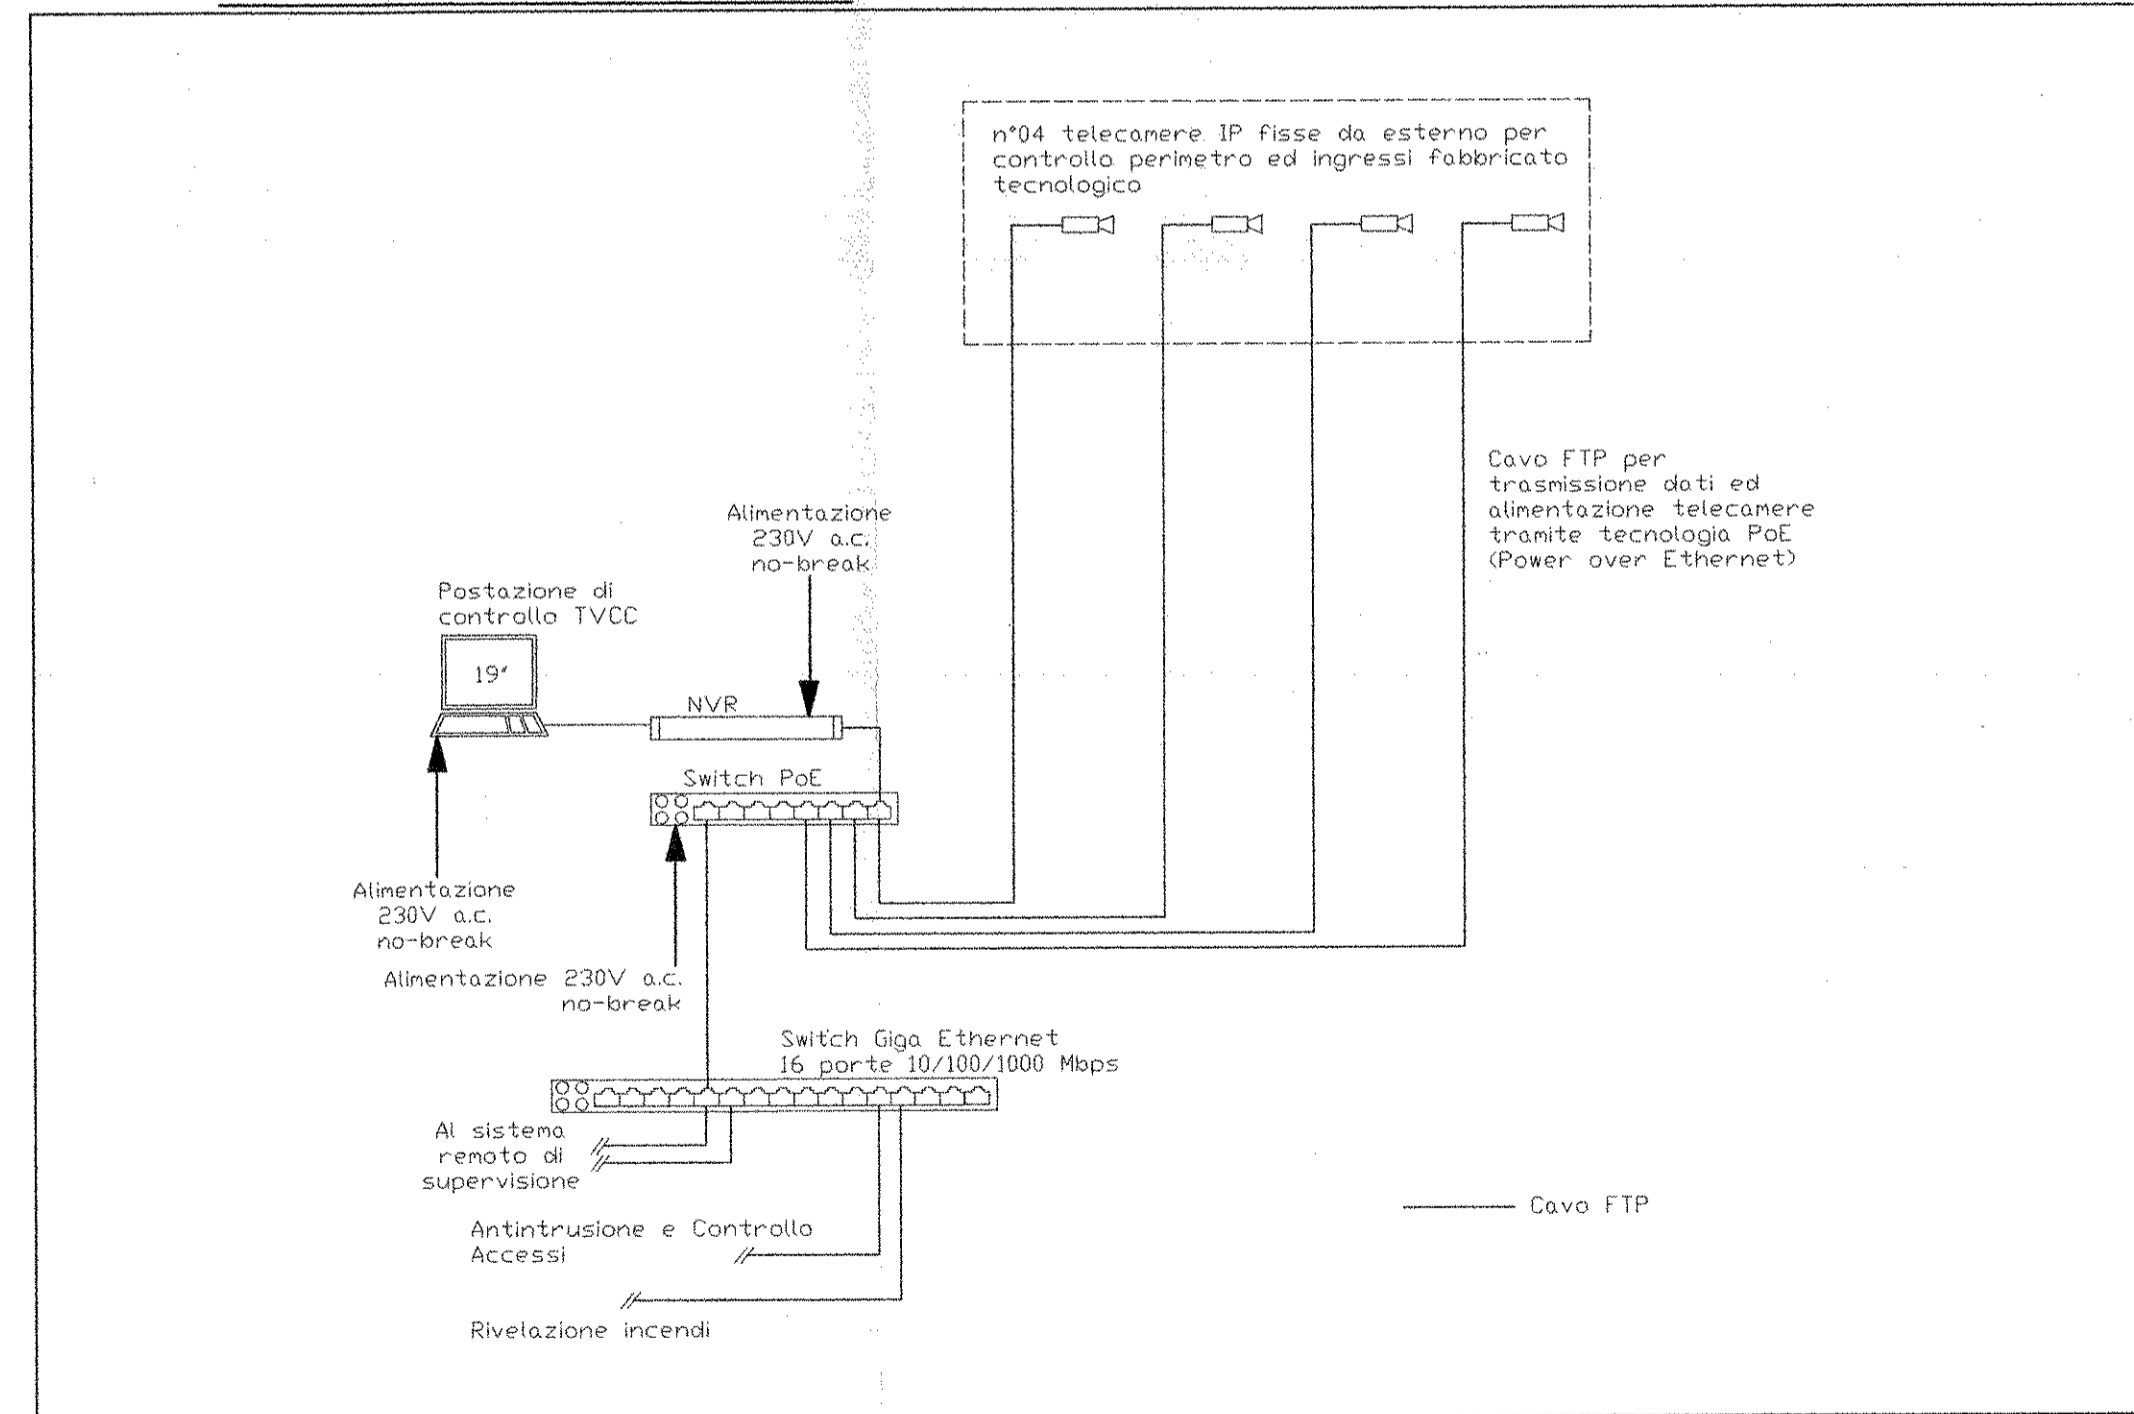 n°04 telecamere IP fisse da esterno per
controllo perimetro ed ingressi fabbricato
tecnologico
Cavo FTP per
trasmissione dati ed
alimentazione telecamere
tramite tecnologia PoE
(Power over Ethernet)
Alimentazione
230V a.c.
no-break
Postazione di
controllo TVCC
19"
NVR
Switch PoE
Alimentazione
230V a.c.
no-break
Alimentazione 230V a.c.
no-break
Switch Giga Ethernet
16 porte 10/100/1000 Mbps
Al sistema
remoto di
supervisione
Antintrusione e Controllo
Accessi
Rivelazione incendi
Cavo FTP